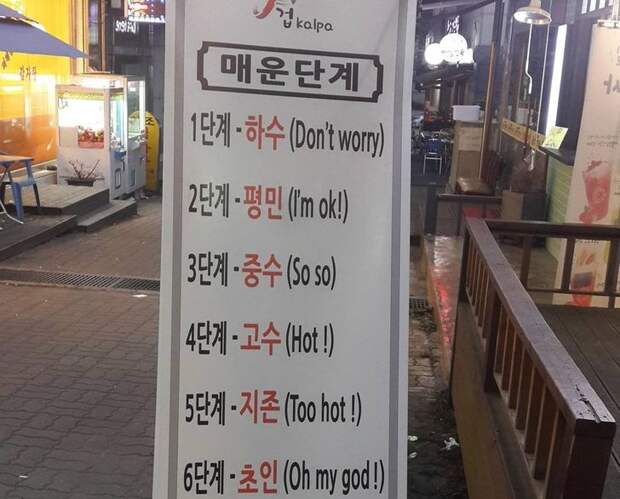 겁 kalpa
매운단계
1단계 - 하수 (Don't worry)
2단계 - 평민 (I'm ok!)
3단계 - 중수 (So so)
4단계 - 고수 (Hot !)
5단계 - 지존 (Too hot !)
6단계 - 초인 (Oh my god !)